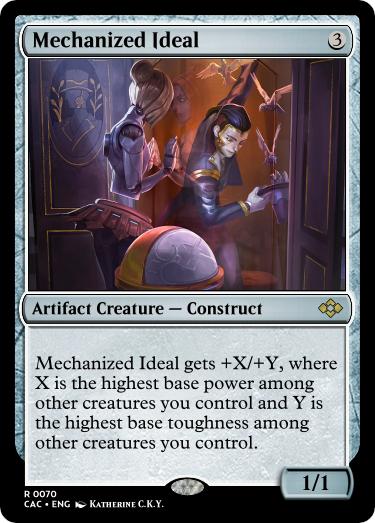 Mechanized Ideal 3
Artifact Creature — Construct
Mechanized Ideal gets +X/+Y, where
X is the highest base power among
other creatures you control and Y is
the highest base toughness among
other creatures you control.
1/1
R 0070
CAC • ENG KATHERINE C.K.Y.